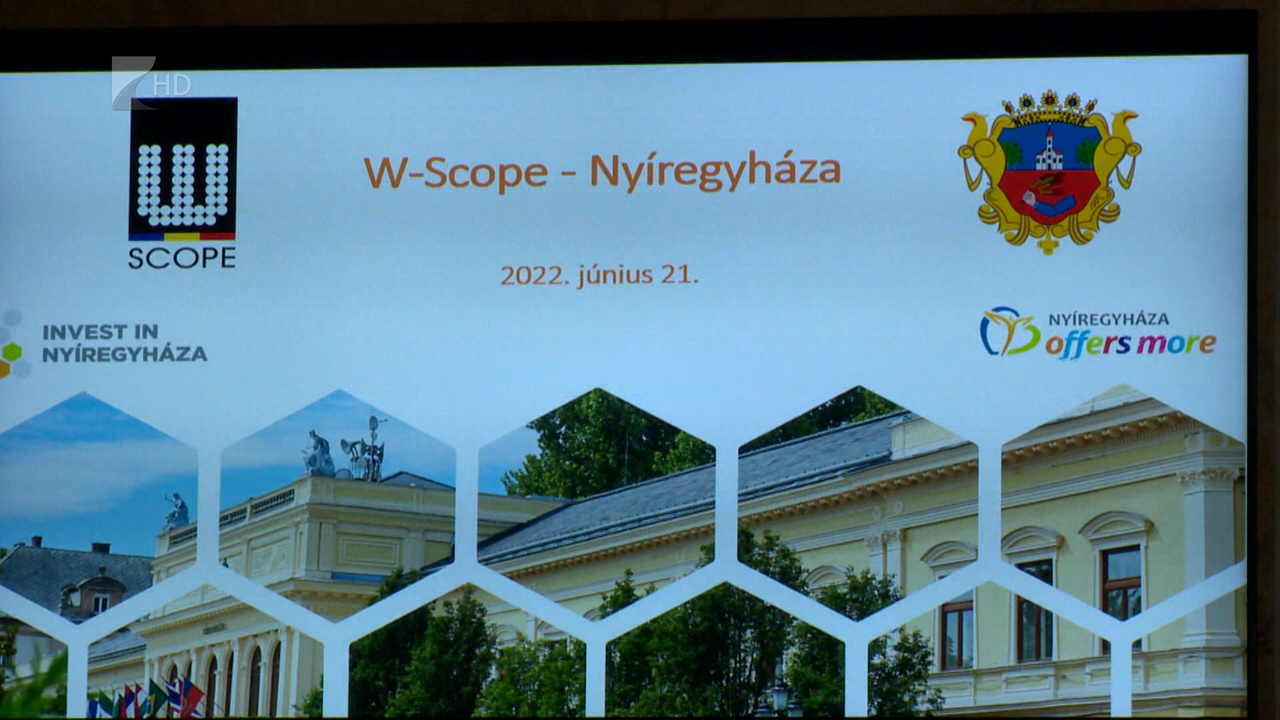 HD
W
SCOPE
W-Scope - Nyíregyháza
2022. június 21.
INVEST IN
NYÍREGYHÁZA
NYÍREGYHÁZA
offers more